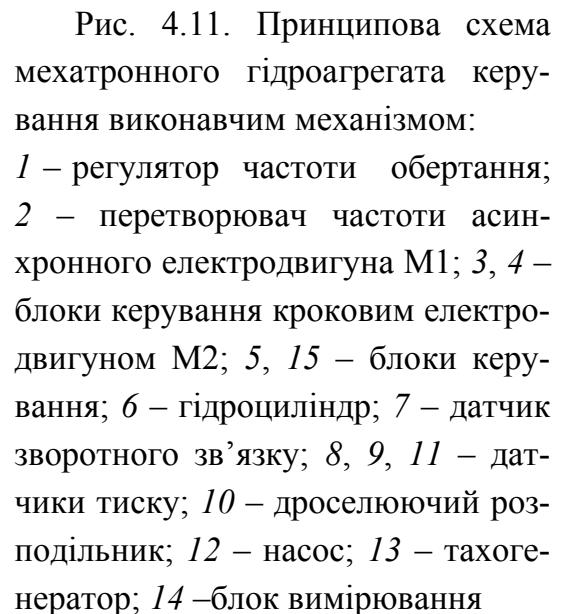 Рис. 4.11. Принципова схема
мехатронного гідроагрегата керу-
вання виконавчим механізмом:
1 – регулятор частоти обертання;
2 – перетворювач частоти асин-
хронного електродвигуна М1; 3, 4 –
блоки керування кроковим електро-
двигуном М2; 5, 15 – блоки керу-
вання; 6 – гідроциліндр; 7 – датчик
зворотного зв’язку; 8, 9, 11 – дат-
чики тиску; 10 – дроселюючий роз-
подільник; 12 – насос; 13 – тахоге-
нератор; 14 –блок вимірювання